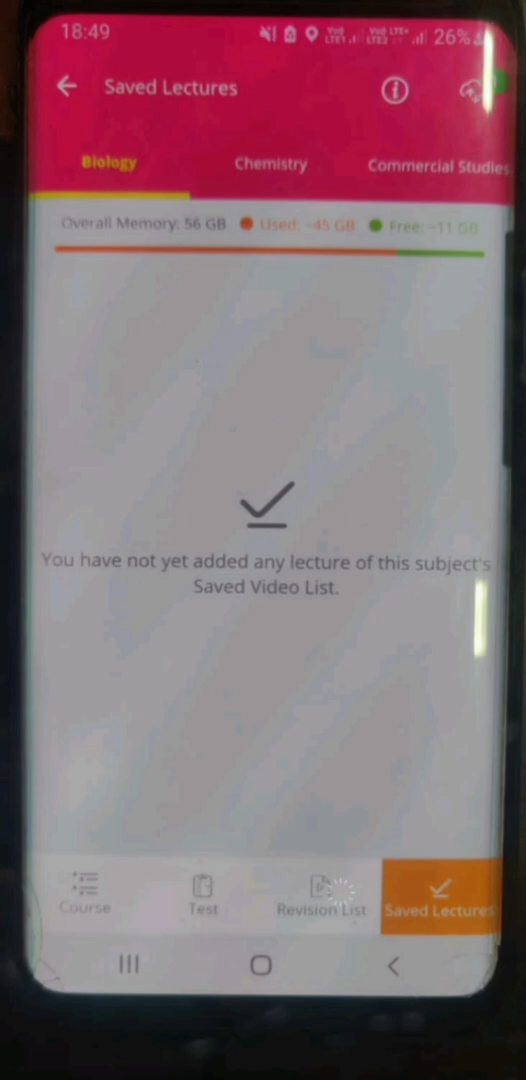 18:49 26%
Saved Lectures
Biology Chemistry Commercial Studies
Overall Memory: 56 GB Used: ~45 GB Free: ~11 GB
You have not yet added any lecture of this subject's
Saved Video List.
Course Test Revision List Saved Lectures